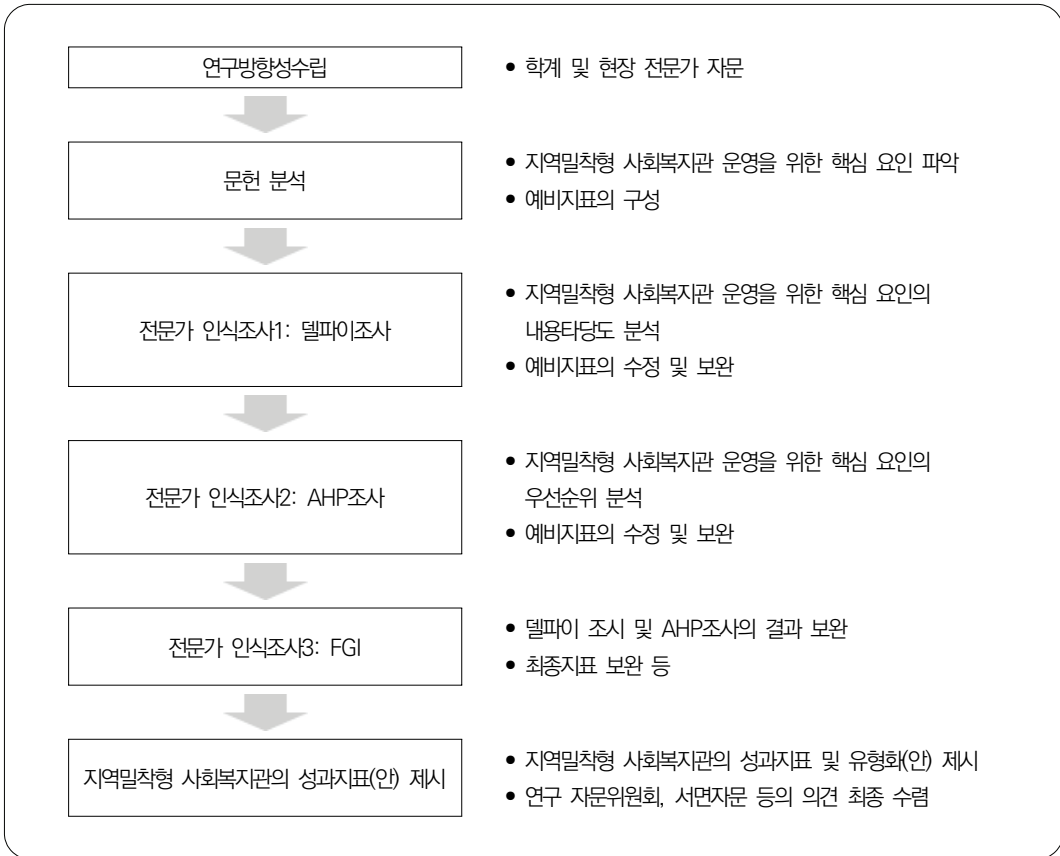 연구방향성수립
• 학계 및 현장 전문가 자문
문헌 분석
• 지역밀착형 사회복지관 운영을 위한 핵심 요인 파악
• 예비지표의 구성
전문가 인식조사1: 델파이조사
• 지역밀착형 사회복지관 운영을 위한 핵심 요인의
내용타당도 분석
• 예비지표의 수정 및 보완
전문가 인식조사2: AHP조사
• 지역밀착형 사회복지관 운영을 위한 핵심 요인의
우선순위 분석
• 예비지표의 수정 및 보완
전문가 인식조사3: FGI
• 델파이 조시 및 AHP조사의 결과 보완
• 최종지표 보완 등
지역밀착형 사회복지관의 성과지표(안) 제시
• 지역밀착형 사회복지관의 성과지표 및 유형화(안) 제시
• 연구 자문위원회, 서면자문 등의 의견 최종 수렴